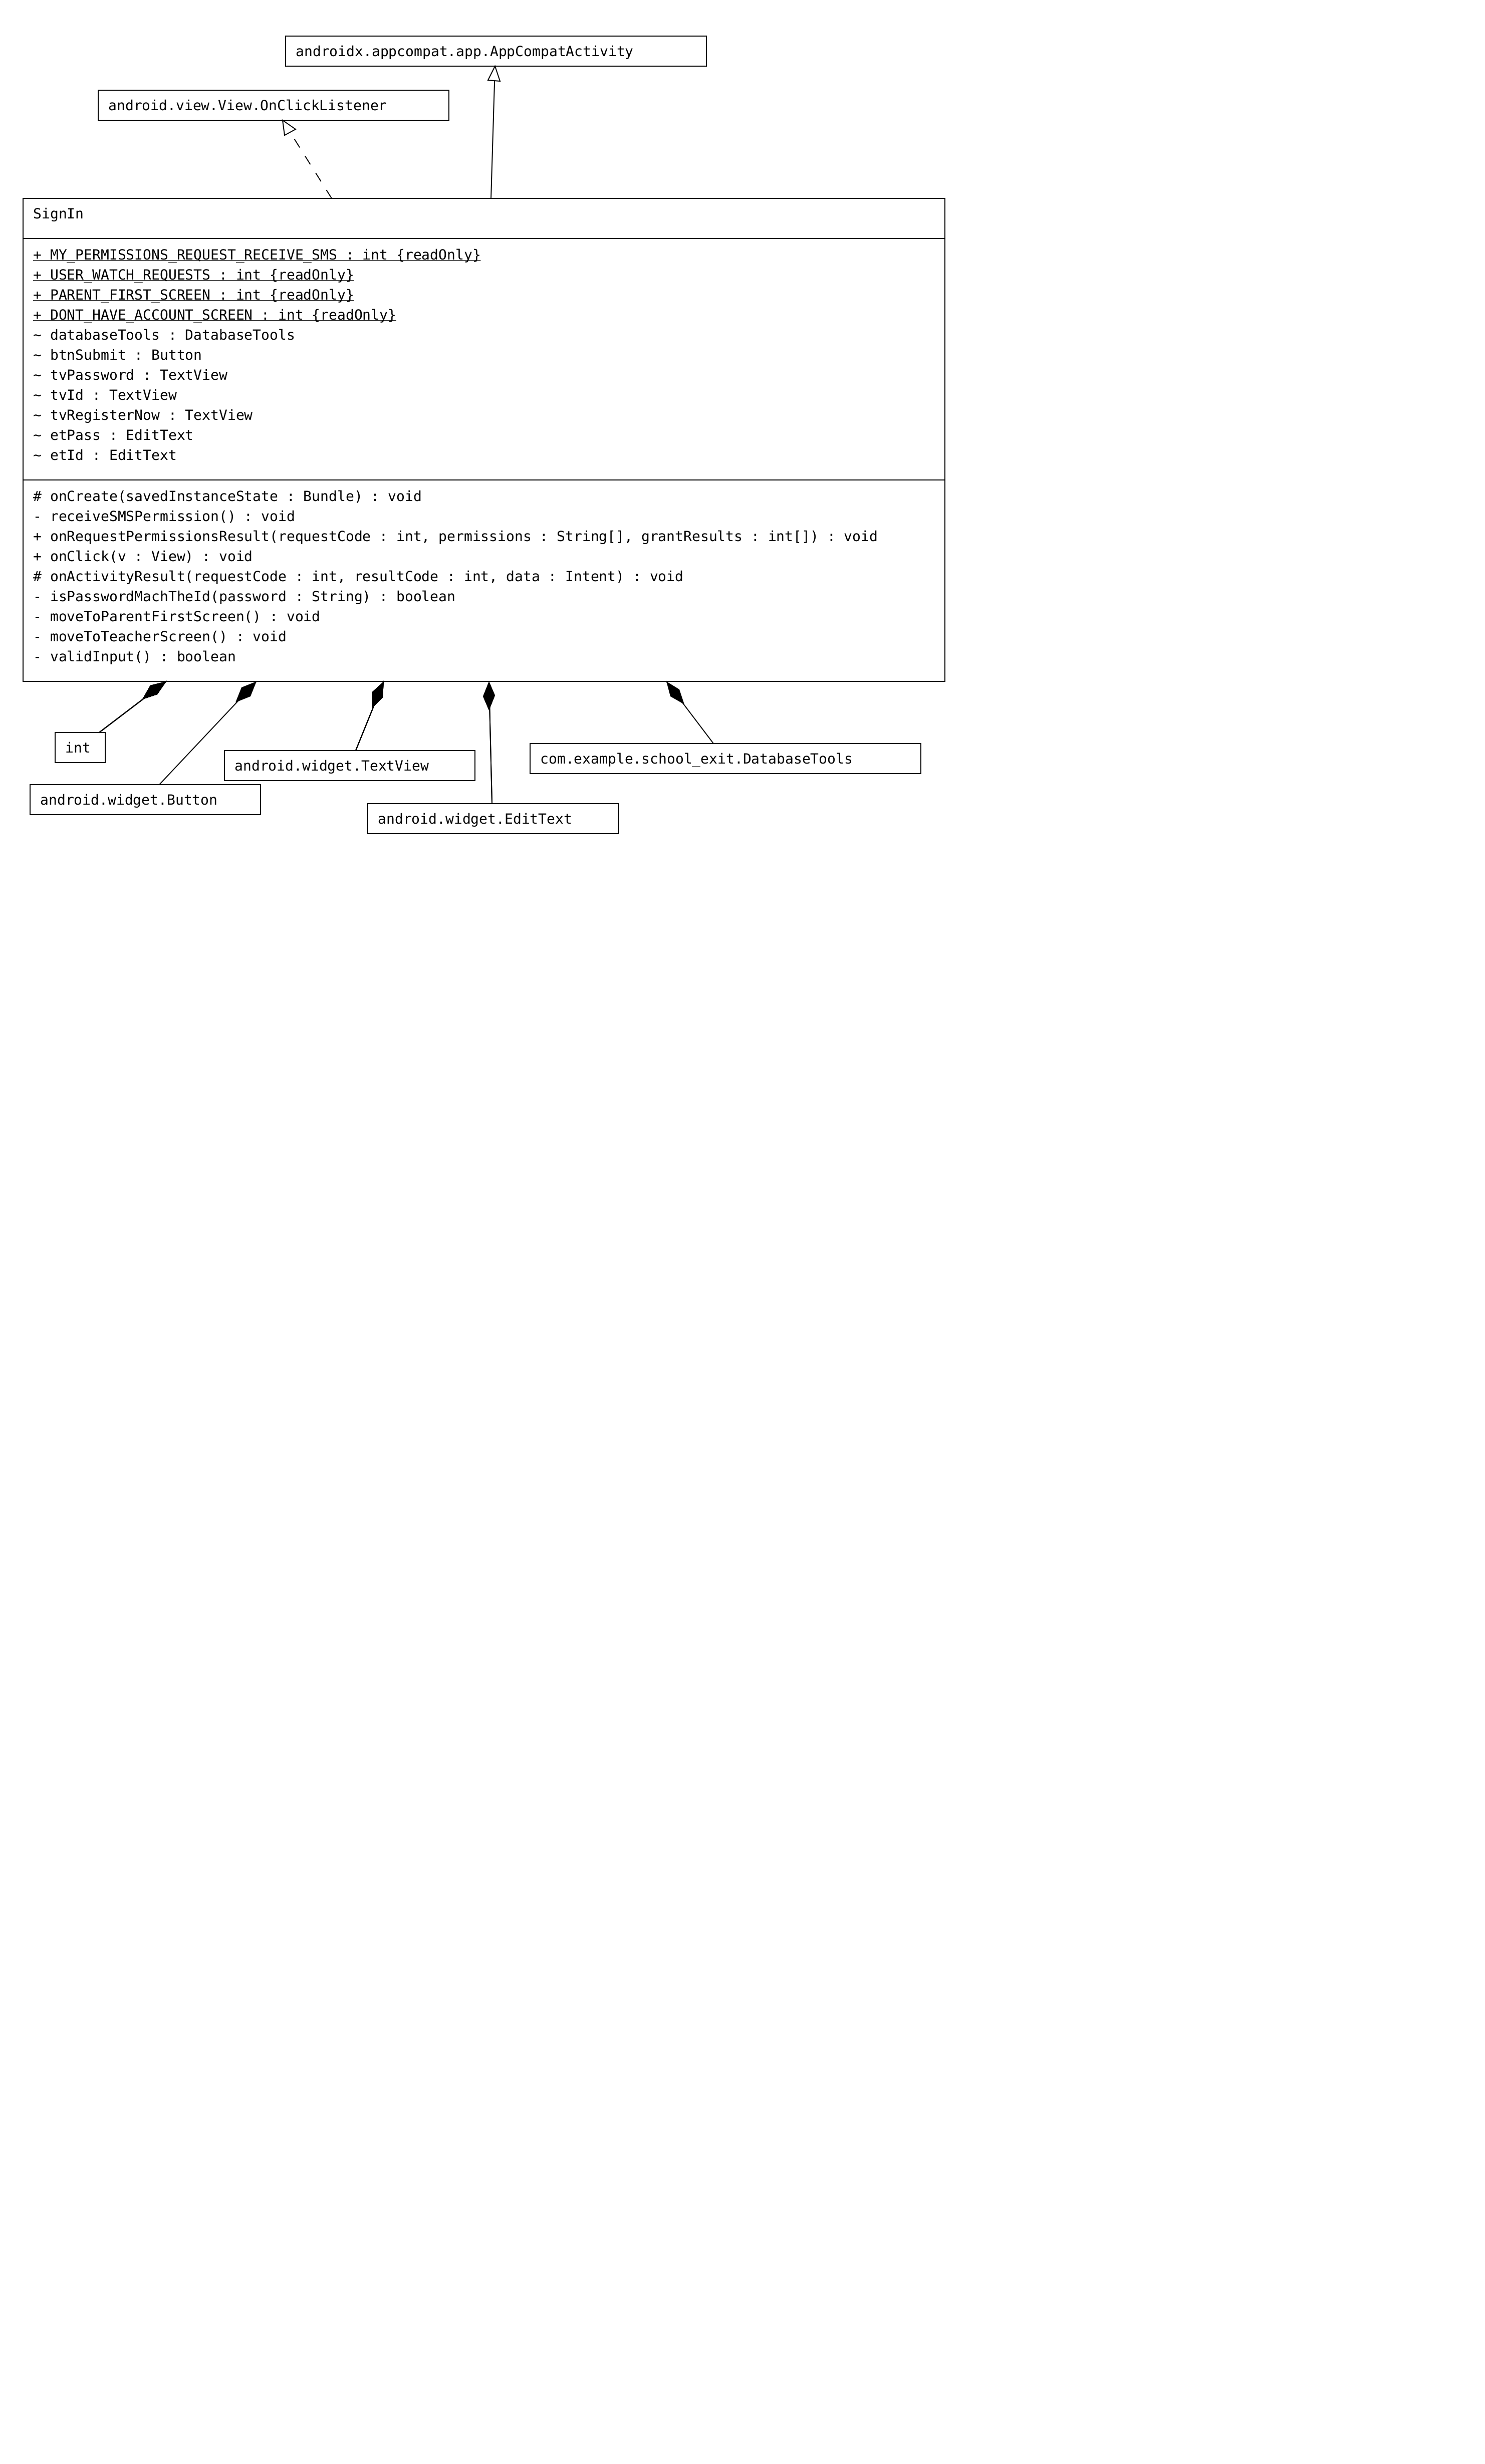 androidx.appcompat.app.AppCompatActivity
android.view.View.OnClickListener
SignIn
+ MY_PERMISSIONS_REQUEST_RECEIVE_SMS : int {readOnly}
+ USER_WATCH_REQUESTS : int {readOnly}
+ PARENT_FIRST_SCREEN : int {readOnly}
+ DONT_HAVE_ACCOUNT_SCREEN : int {readOnly}
~ databaseTools : DatabaseTools
~ btnSubmit : Button
~ tvPassword : TextView
~ tvId : TextView
~ tvRegisterNow : TextView
~ etPass : EditText
~ etId : EditText
# onCreate(savedInstanceState : Bundle) : void
- receiveSMSPermission() : void
+ onRequestPermissionsResult(requestCode : int, permissions : String[], grantResults : int[]) : void
+ onClick(v : View) : void
# onActivityResult(requestCode : int, resultCode : int, data : Intent) : void
- isPasswordMachTheId(password : String) : boolean
- moveToParentFirstScreen() : void
- moveToTeacherScreen() : void
- validInput() : boolean
int
android.widget.TextView
com.example.school_exit.DatabaseTools
android.widget.Button
android.widget.EditText